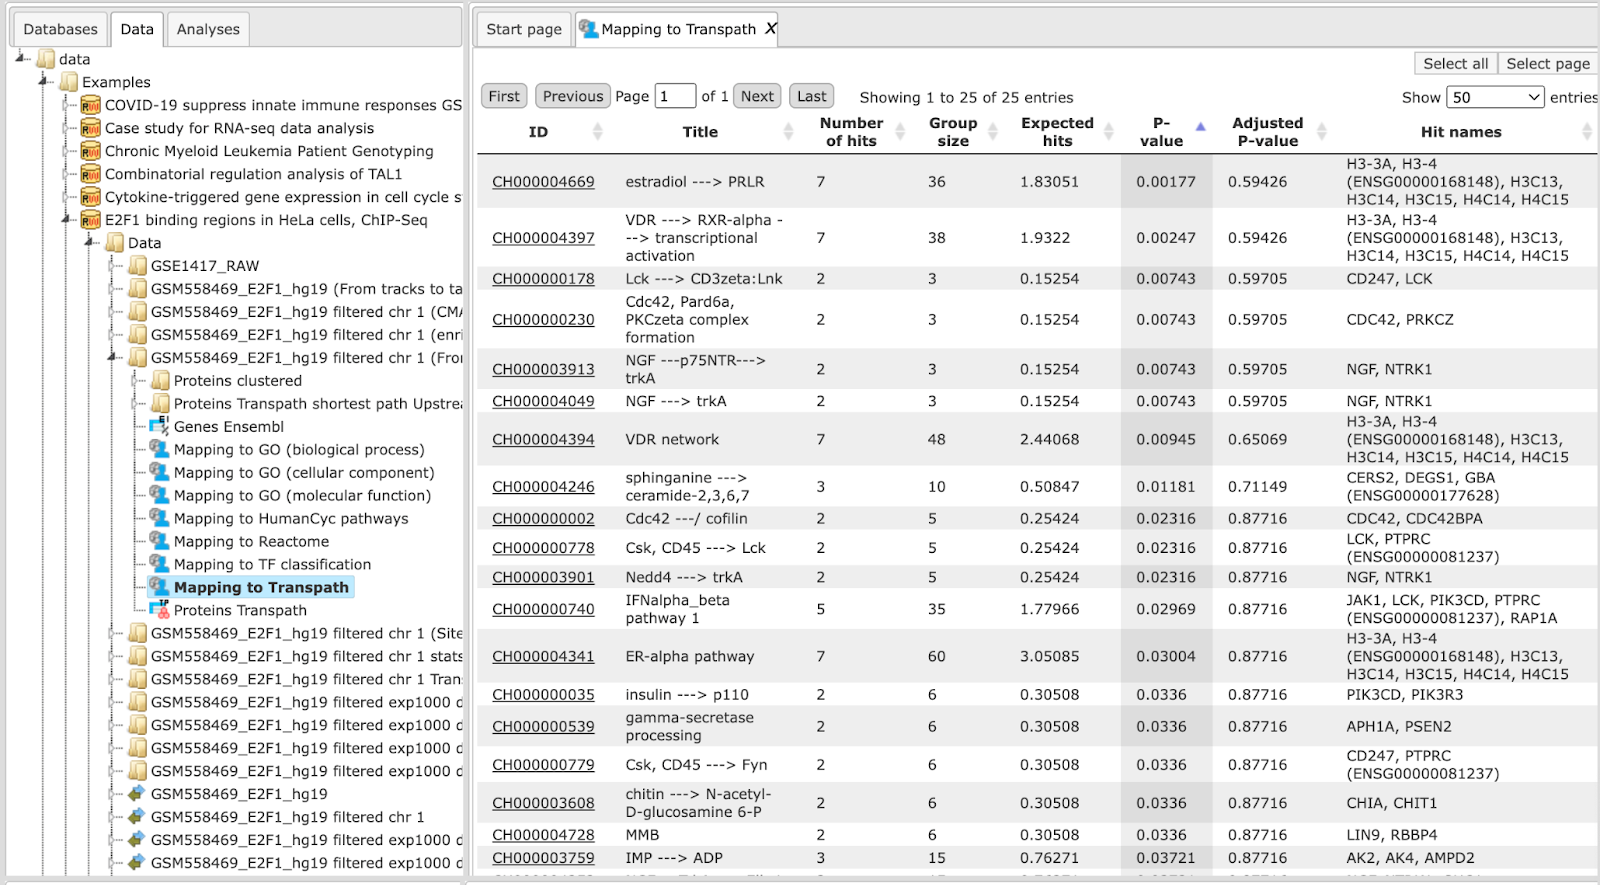 Databases
Data
Analyses
data
Examples
COVID-19 suppress innate immune responses GS
Case study for RNA-seq data analysis
Chronic Myeloid Leukemia Patient Genotyping
Combinatorial regulation analysis of TAL1
Cytokine-triggered gene expression in cell cycle s
E2F1 binding regions in HeLa cells, ChIP-Seq
Data
GSE1417_RAW
GSM558469_E2F1_hg19 (From tracks to ta
GSM558469_E2F1_hg19 filtered chr 1 (CMA
GSM558469_E2F1_hg19 filtered chr 1 (enri
GSM558469_E2F1_hg19 filtered chr 1 (Fror
Proteins clustered
Proteins Transpath shortest path Upstrea
Genes Ensembl
Mapping to GO (biological process)
Mapping to GO (cellular component)
Mapping to GO (molecular function)
Mapping to HumanCyc pathways
Mapping to Reactome
Mapping to TF classification
Mapping to Transpath
Proteins Transpath
GSM558469_E2F1_hg19 filtered chr 1 (Site
GSM558469_E2F1_hg19 filtered chr 1 stats
GSM558469_E2F1_hg19 filtered chr 1 Tran
GSM558469_E2F1_hg19 filtered exp1000 d
GSM558469_E2F1_hg19 filtered exp1000 d
GSM558469_E2F1_hg19 filtered exp1000 d
GSM558469_E2F1_hg19 filtered exp1000 d
GSM558469_E2F1_hg19
GSM558469_E2F1_hg19 filtered chr 1
GSM558469_E2F1_hg19 filtered exp1000 d
GSM558469_E2F1_hg19 filtered exp1000 d
Start page
Mapping to Transpath X
Select all
Select page
First Previous Page 1 of 1 Next Last Showing 1 to 25 of 25 entries
Show 50 entries
ID Title Number of hits Group size Expected hits P-value Adjusted P-value Hit names
CH000004669 estradiol ---> PRLR 7 36 1.83051 0.00177 0.59426 H3-3A, H3-4
(ENSG00000168148), H3C13,
H3C14, H3C15, H4C14, H4C15
CH000004397 VDR ---> RXR-alpha -
--> transcriptional
activation 7 38 1.9322 0.00247 0.59426 H3-3A, H3-4
(ENSG00000168148), H3C13,
H3C14, H3C15, H4C14, H4C15
CH000000178 Lck ---> CD3zeta:Lnk 2 3 0.15254 0.00743 0.59705 CD247, LCK
CH000000230 Cdc42, Pard6a,
PKCzeta complex
formation 2 3 0.15254 0.00743 0.59705 CDC42, PRKCZ
CH000003913 NGF ---p75NTR--->
trkA 2 3 0.15254 0.00743 0.59705 NGF, NTRK1
CH000004049 NGF ---> trkA 2 3 0.15254 0.00743 0.59705 NGF, NTRK1
CH000004394 VDR network 7 48 2.44068 0.00945 0.65069 H3-3A, H3-4
(ENSG00000168148), H3C13,
H3C14, H3C15, H4C14, H4C15
CH000004246 sphinganine --->
ceramide-2,3,6,7 3 10 0.50847 0.01181 0.71149 CERS2, DEGS1, GBA
(ENSG00000177628)
CH000000002 Cdc42 ---/ cofilin 2 5 0.25424 0.02316 0.87716 CDC42, CDC42BPA
CH000000778 Csk, CD45 ---> Lck 2 5 0.25424 0.02316 0.87716 LCK, PTPRC
(ENSG00000081237)
CH000003901 Nedd4 ---> trkA 2 5 0.25424 0.02316 0.87716 NGF, NTRK1
CH000000740 IFNalpha_beta
pathway 1 5 35 1.77966 0.02969 0.87716 JAK1, LCK, PIK3CD, PTPRC
(ENSG00000081237), RAP1A
CH000004341 ER-alpha pathway 7 60 3.05085 0.03004 0.87716 H3-3A, H3-4
(ENSG00000168148), H3C13,
H3C14, H3C15, H4C14, H4C15
CH000000035 insulin ---> p110 2 6 0.30508 0.0336 0.87716 PIK3CD, PIK3R3
CH000000539 gamma-secretase
processing 2 6 0.30508 0.0336 0.87716 APH1A, PSEN2
CH000000779 Csk, CD45 ---> Fyn 2 6 0.30508 0.0336 0.87716 CD247, PTPRC
(ENSG00000081237)
CH000003608 chitin ---> N-acetyl-
D-glucosamine 6-P 2 6 0.30508 0.0336 0.87716 CHIA, CHIT1
CH000004728 MMB 2 6 0.30508 0.0336 0.87716 LIN9, RBBP4
CH000003759 IMP ---> ADP 3 15 0.76271 0.03721 0.87716 AK2, AK4, AMPD2